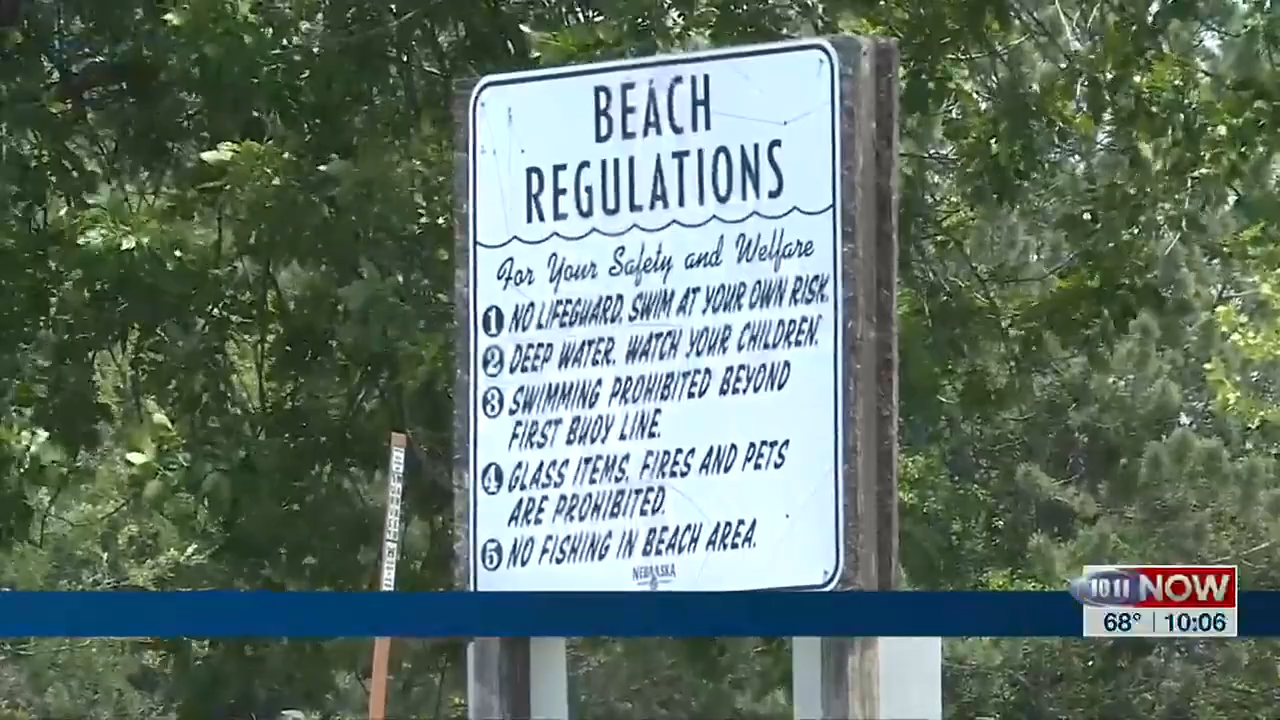 BEACH
REGULATIONS
For Your Safety and Welfare
1 NO LIFEGUARD. SWIM AT YOUR OWN RISK.
2 DEEP WATER. WATCH YOUR CHILDREN.
3 SWIMMING PROHIBITED BEYOND
FIRST BUOY LINE.
4 GLASS ITEMS, FIRES AND PETS
ARE PROHIBITED.
5 NO FISHING IN BEACH AREA.
NEBRASKA
1011 NOW
68° 10:06